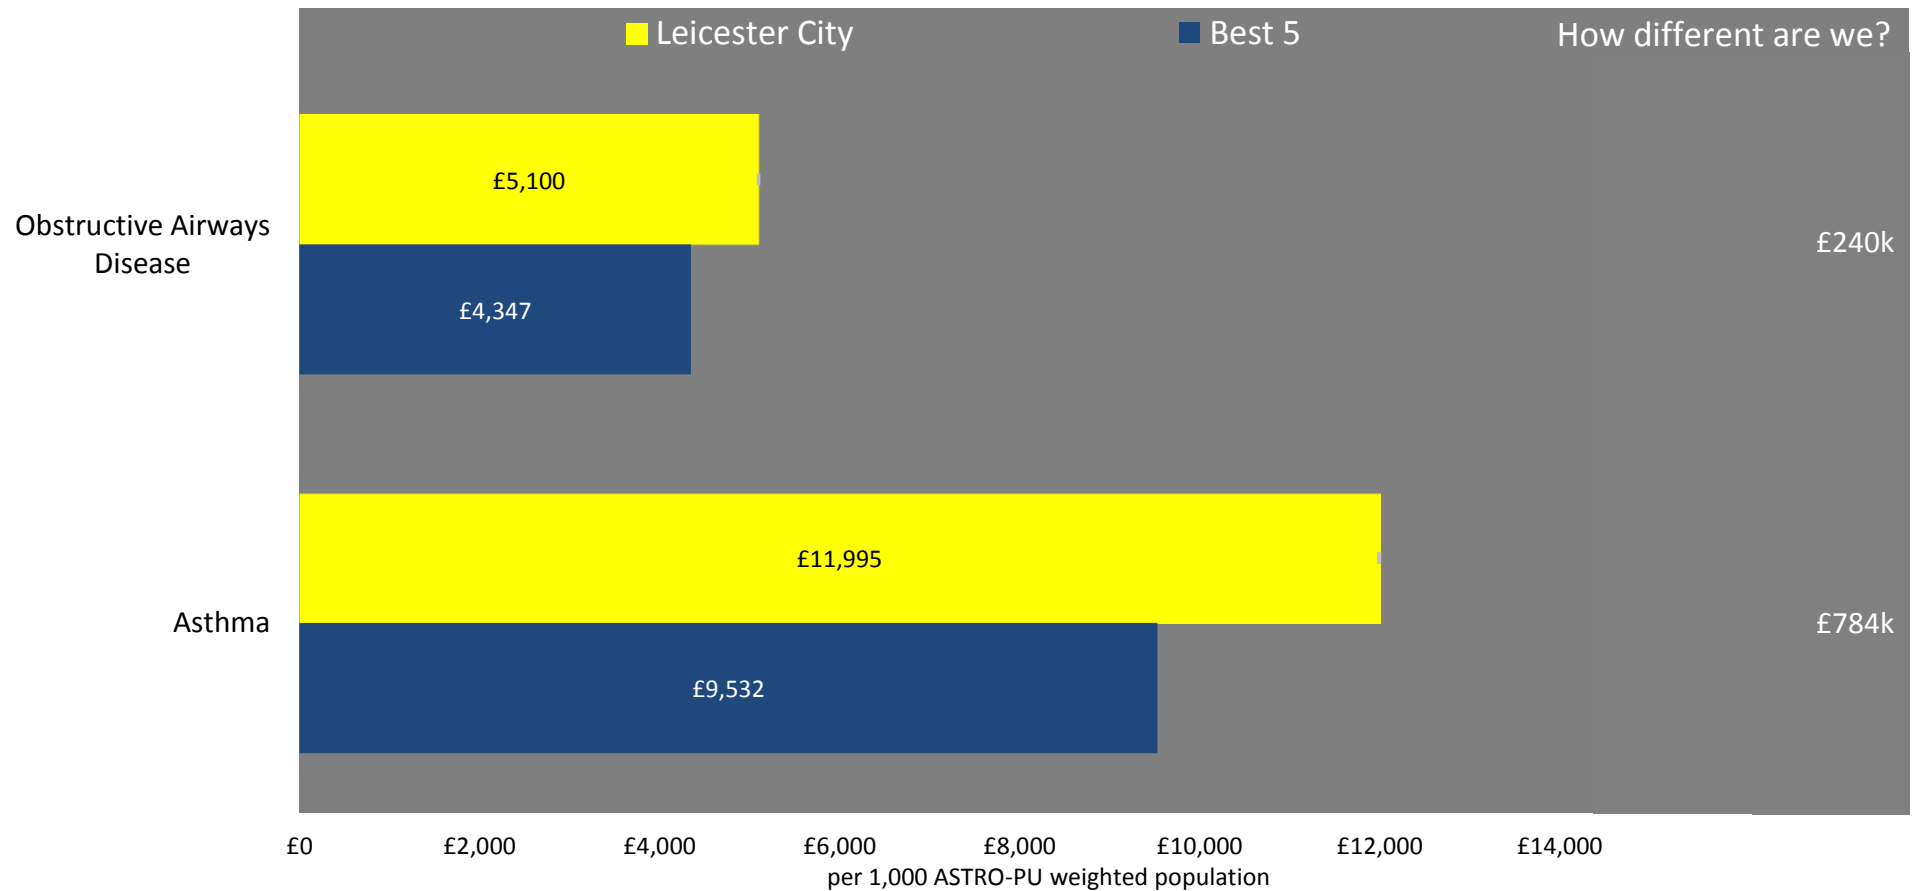 Leicester City
Best 5
How different are we?
Obstructive Airways
Disease
£5,100
£4,347
£240k
Asthma
£11,995
£9,532
£784k
£0 £2,000 £4,000 £6,000 £8,000 £10,000 £12,000 £14,000
per 1,000 ASTRO-PU weighted population